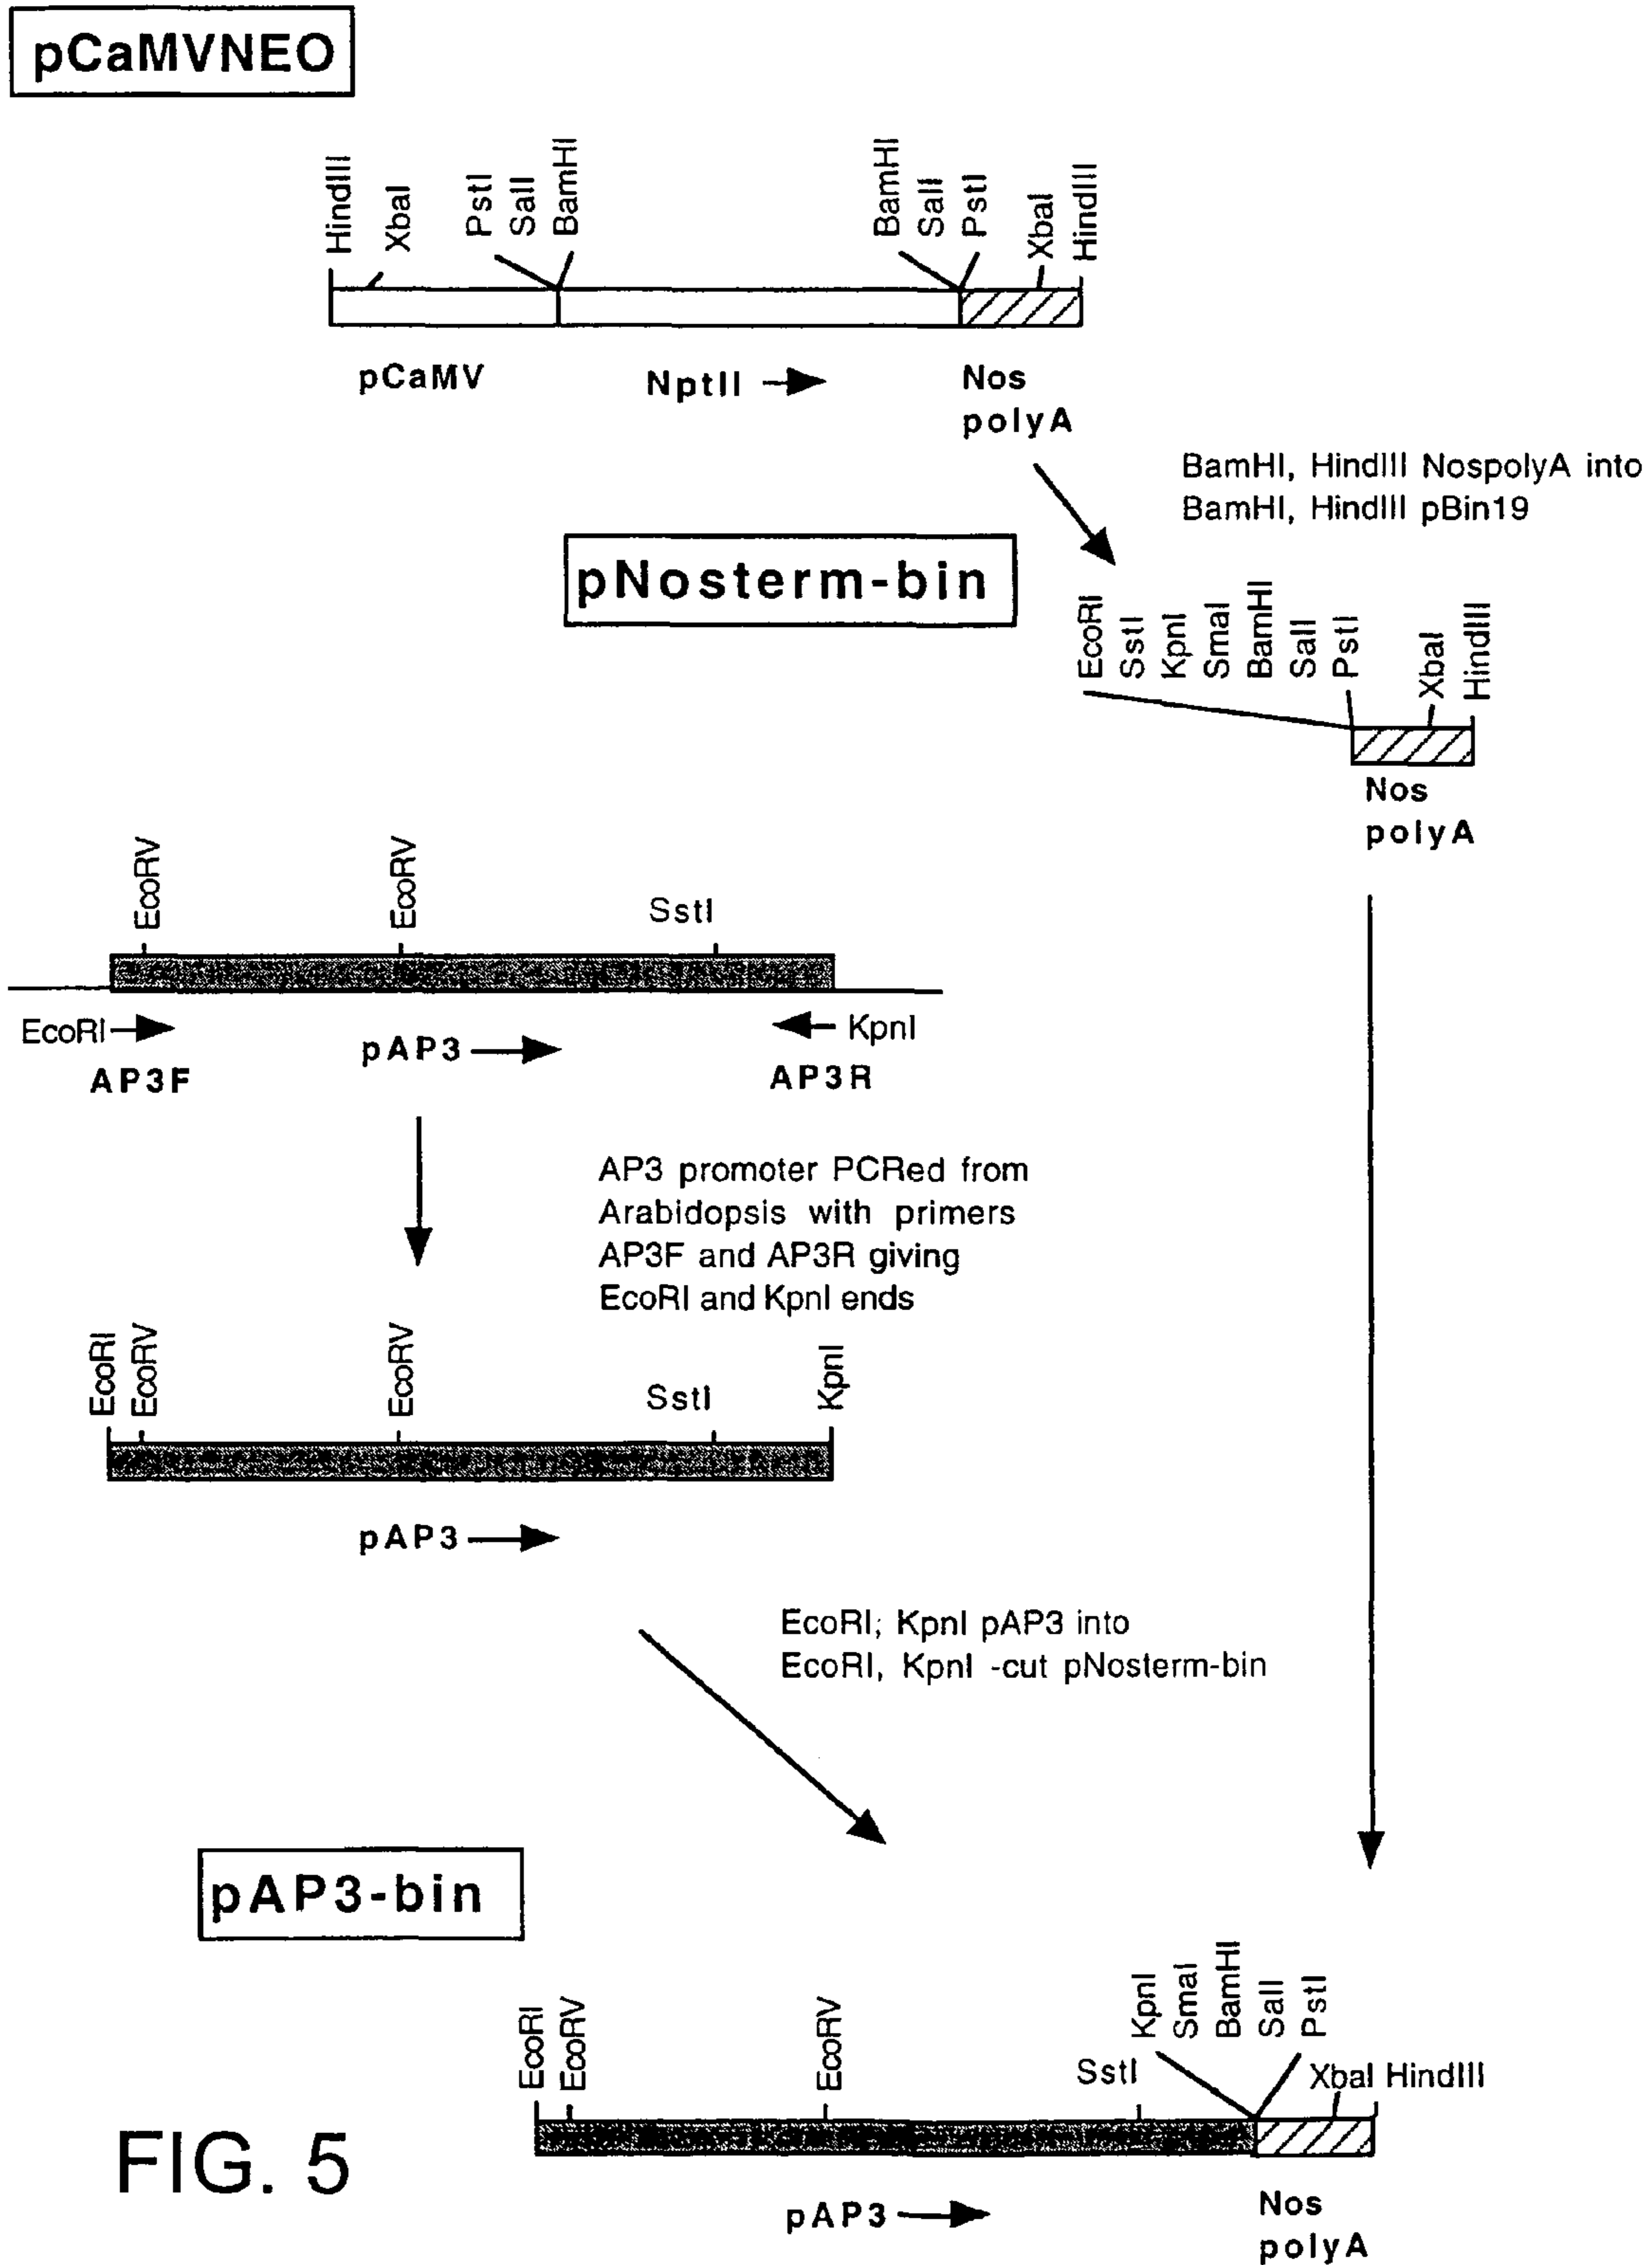 pCaMVNEO
HindIII
XbaI
PstI
SalI
BamHI
BamHI
SalI
PstI
XbaI
HindIII
pCaMV
NptII
Nos
polyA
BamHI, HindIII NospolyA into
BamHI, HindIII pBin19
pNosterm-bin
EcoRI
SstI
KpnI
SmaI
BamHI
SalI
PstI
XbaI
HindIII
Nos
polyA
EcoRV
EcoRV
SstI
EcoRI
KpnI
AP3F
pAP3
AP3R
AP3 promoter PCRed from
Arabidopsis with primers
AP3F and AP3R giving
EcoRI and KpnI ends
EcoRI
EcoRV
EcoRV
SstI
KpnI
pAP3
EcoRI; KpnI pAP3 into
EcoRI, KpnI -cut pNosterm-bin
pAP3-bin
EcoRI
EcoRV
EcoRV
SstI
KpnI
SmaI
BamHI
SalI
PstI
XbaI HindIII
pAP3
Nos
polyA
FIG. 5